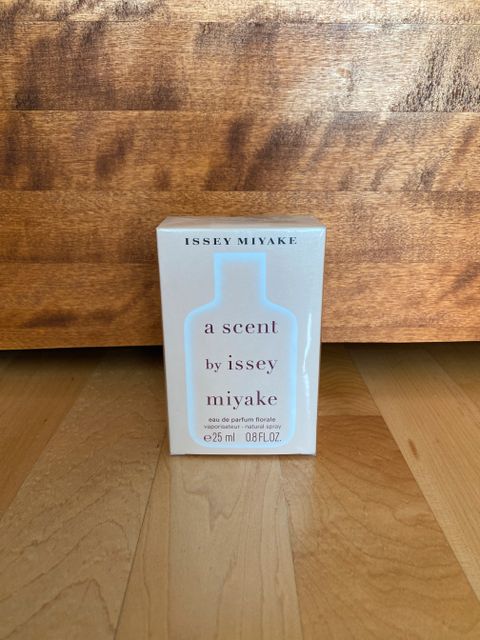 ISSEY MIYAKE
a scent
by issey
miyake
eau de parfum florale
vaporisateur - natural spray
℮25 ml 0.8 FL.OZ.